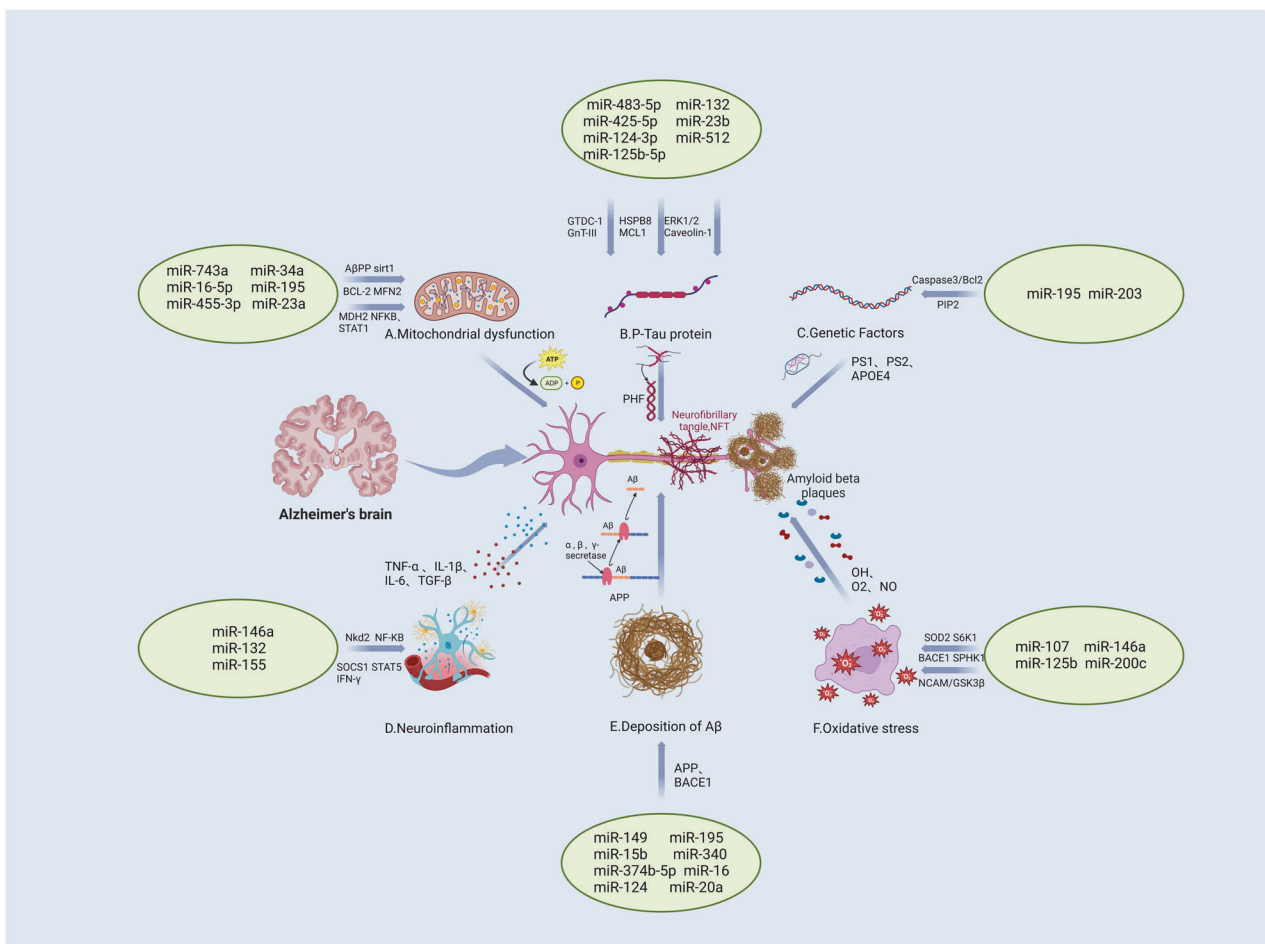 miR-483-5p miR-132
miR-425-5p miR-23b
miR-124-3p miR-512
miR-125b-5p
GTDC-1 HSPB8 ERK1/2
GnT-III MCL1 Caveolin-1
miR-743a miR-34a
miR-16-5p miR-195
miR-455-3p miR-23a
AβPP sirt1
BCL-2 MFN2
MDH2 NFKB、
STAT1
A.Mitochondrial dysfunction
B.P-Tau protein
C.Genetic Factors
Caspase3/Bcl2
PIP2
miR-195 miR-203
ATP
ADP + P
PHF
PS1、PS2、
APOE4
Neurofibrillary
tangle,NFT
Amyloid beta
plaques
Alzheimer's brain
Aβ
Aβ
α , β , γ-
secretase
Aβ
APP
TNF-α 、IL-1β、
IL-6、TGF-β
OH、
O2、NO
miR-146a
miR-132
miR-155
Nkd2 NF-KB
SOCS1 STAT5
IFN-γ
O2
O2
O2
O2
O2
O2
O2
SOD2 S6K1
BACE1 SPHK1
NCAM/GSK3β
miR-107 miR-146a
miR-125b miR-200c
D.Neuroinflammation
E.Deposition of Aβ
F.Oxidative stress
APP、
BACE1
miR-149 miR-195
miR-15b miR-340
miR-374b-5p miR-16
miR-124 miR-20a